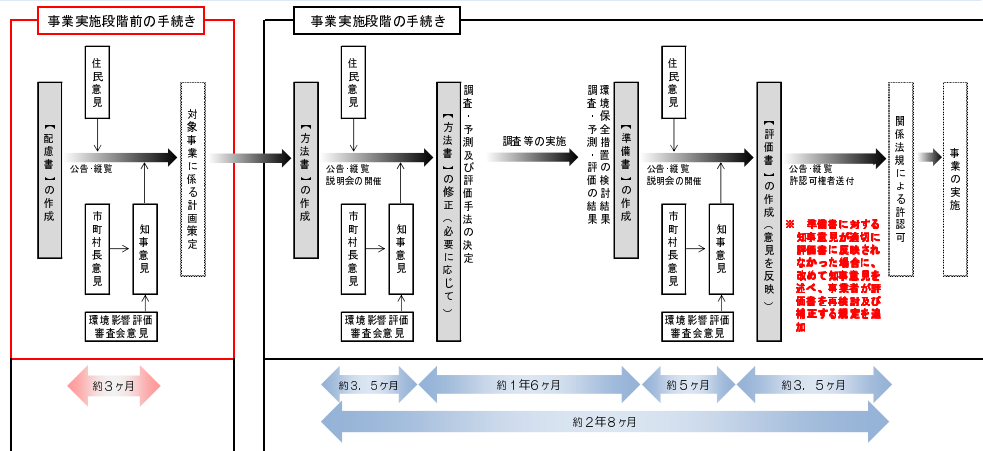 事業実施段階前の手続き
【配慮書】の作成
住民意見
公告・縦覧
市町村長意見
知事意見
環境影響評価
審査会意見
対象事業に係る計画策定
約3ヶ月
事業実施段階の手続き
【方法書】の作成
住民意見
公告・縦覧
説明会の開催
市町村長意見
知事意見
環境影響評価
審査会意見
【方法書】の修正(必要に応じて)
調査・予測及び評価手法の決定
調査等の実施
環境保全措置の検討結果
調査・予測・評価の結果
【準備書】の作成
住民意見
公告・縦覧
説明会の開催
市町村長意見
知事意見
環境影響評価
審査会意見
【評価書】の作成(意見を反映)
公告・縦覧
許認可権者送付
※ 準備書に対する
知事意見が適切に
評価書に反映され
なかった場合に、
改めて知事意見を
述べ、事業者が評
価書を再検討及び
補正する規定を追
加
関係法規による許認可
事業の実施
約3.5ヶ月
約1年6ヶ月
約5ヶ月
約3.5ヶ月
約2年8ヶ月